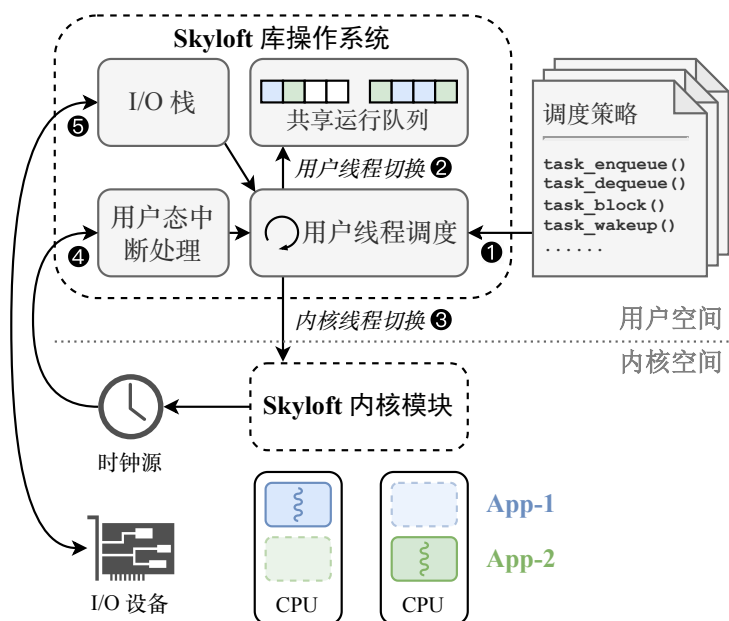 Skyloft 库操作系统
I/O 栈
共享运行队列
调度策略
task_enqueue()
task_dequeue()
task_block()
task_wakeup()
......
❺
用户线程切换 ❷
用户态中
断处理
用户线程调度
❹
❶
内核线程切换 ❸
用户空间
内核空间
Skyloft 内核模块
时钟源
App-1
App-2
I/O 设备
CPU
CPU